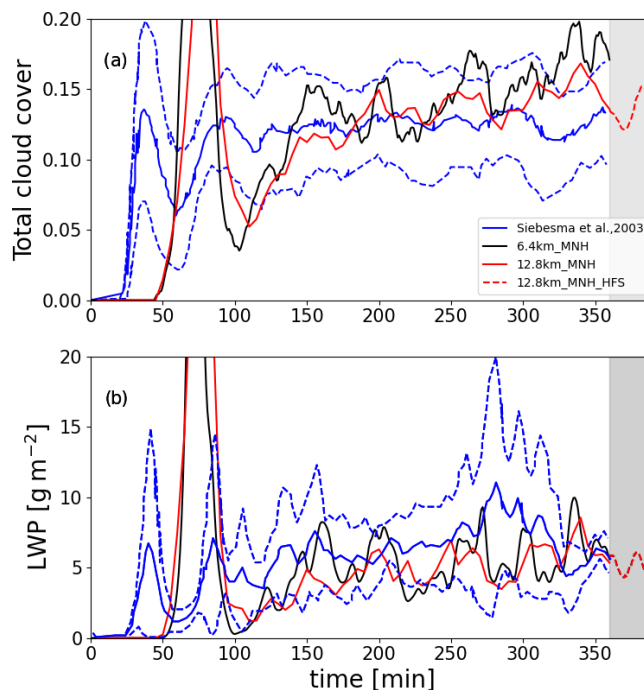 0.20
(a)
0.15
0.10
0.05
0.00
Total cloud cover
Siebesma et al.,2003
6.4km_MNH
12.8km_MNH
12.8km_MNH_HFS
0 50 100 150 200 250 300 350
20
(b)
15
10
5
0
LWP [g m−2]
0 50 100 150 200 250 300 350
time [min]